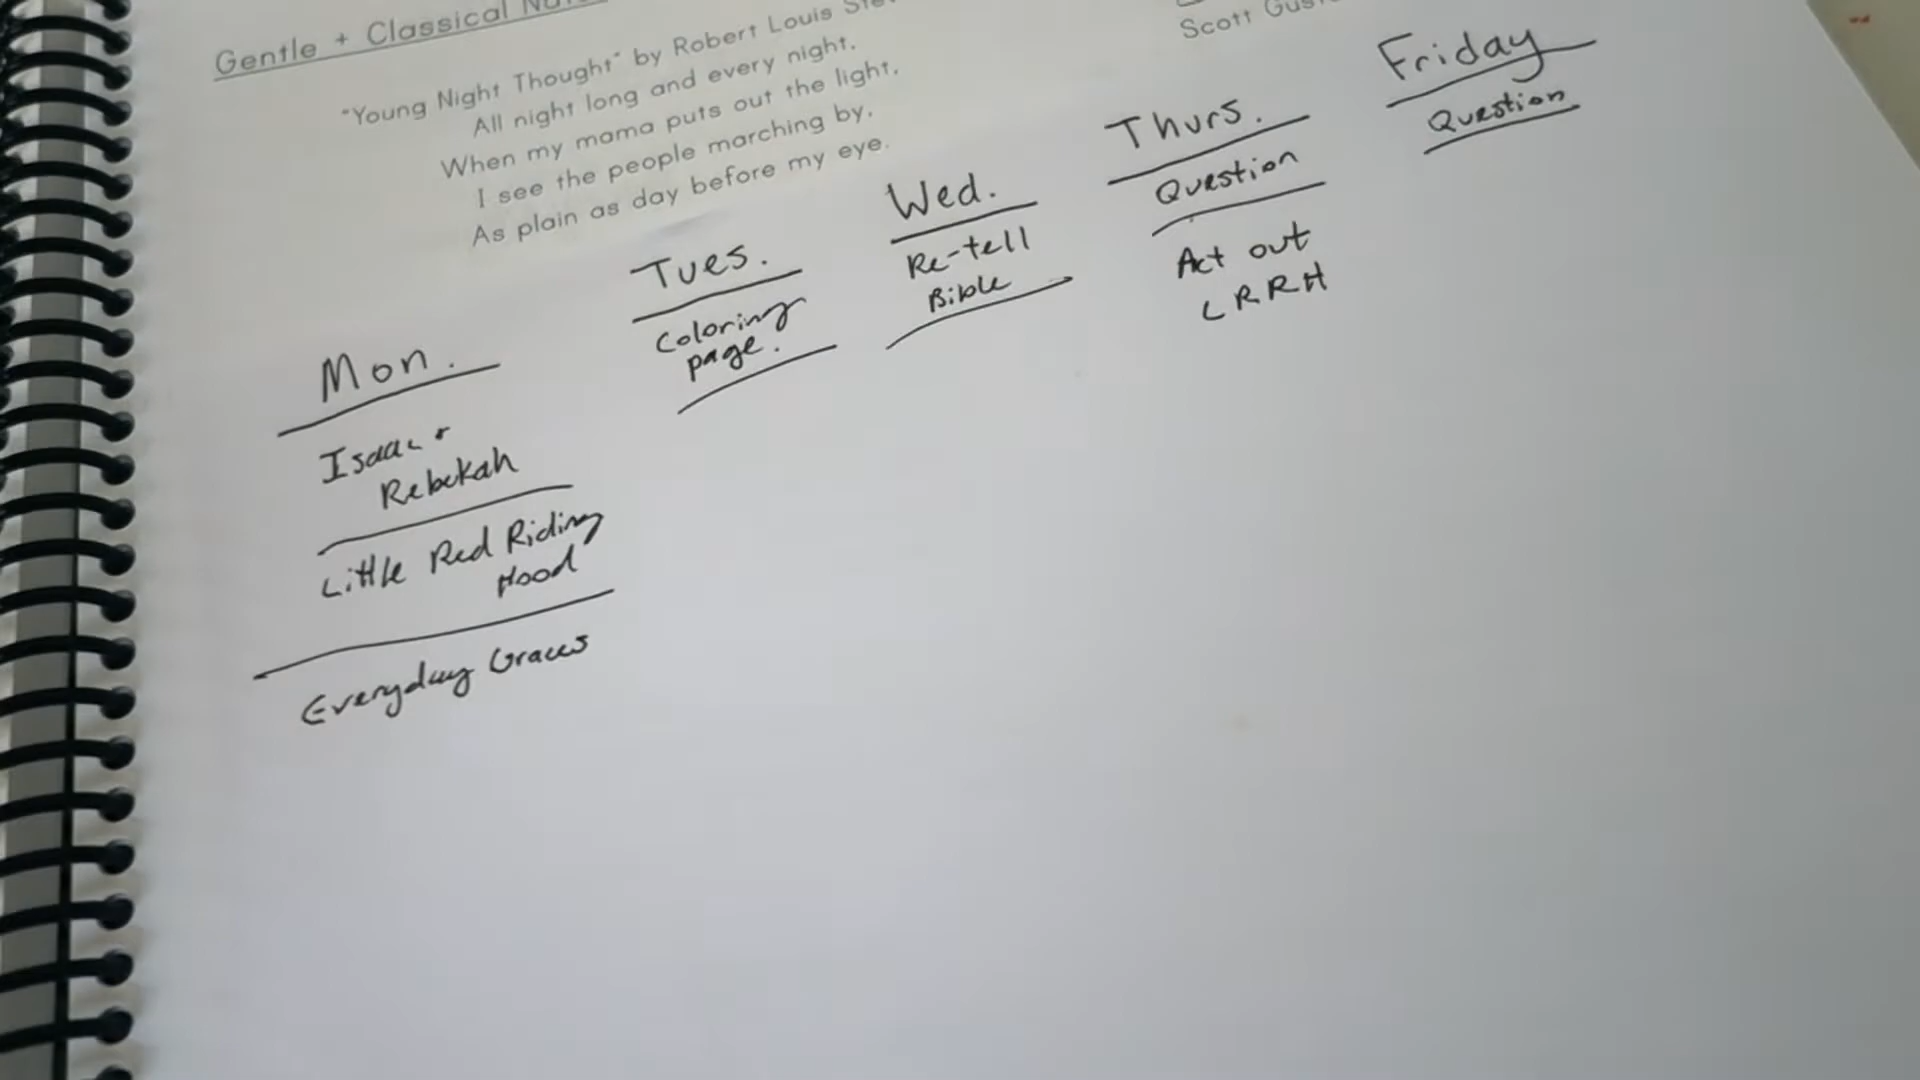 Gentle + Classical
"Young Night Thought" by Robert Louis
All night long and every night,
When my mama puts out the light,
I see the people marching by,
As plain as day before my eye.
Scott
Mon.
Isaac +
Rebekah
Little Red Riding
Hood
Everyday Graces
Tues.
Coloring
page.
Wed.
Re-tell
Bible
Thurs.
Question
Act out
LRRH
Friday
Question